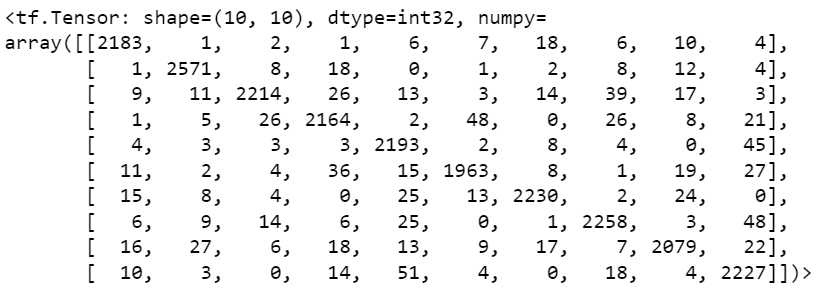 <tf.Tensor: shape=(10, 10), dtype=int32, numpy=
array([[2183,    1,    2,    1,    6,    7,   18,    6,   10,    4],
       [   1, 2571,    8,   18,    0,    1,    2,    8,   12,    4],
       [   9,   11, 2214,   26,   13,    3,   14,   39,   17,    3],
       [   1,    5,   26, 2164,    2,   48,    0,   26,    8,   21],
       [   4,    3,    3,    3, 2193,    2,    8,    4,    0,   45],
       [  11,    2,    4,   36,   15, 1963,    8,    1,   19,   27],
       [  15,    8,    4,    0,   25,   13, 2230,    2,   24,    0],
       [   6,    9,   14,    6,   25,    0,    1, 2258,    3,   48],
       [  16,   27,    6,   18,   13,    9,   17,    7, 2079,   22],
       [  10,    3,    0,   14,   51,    4,    0,   18,    4, 2227]])>